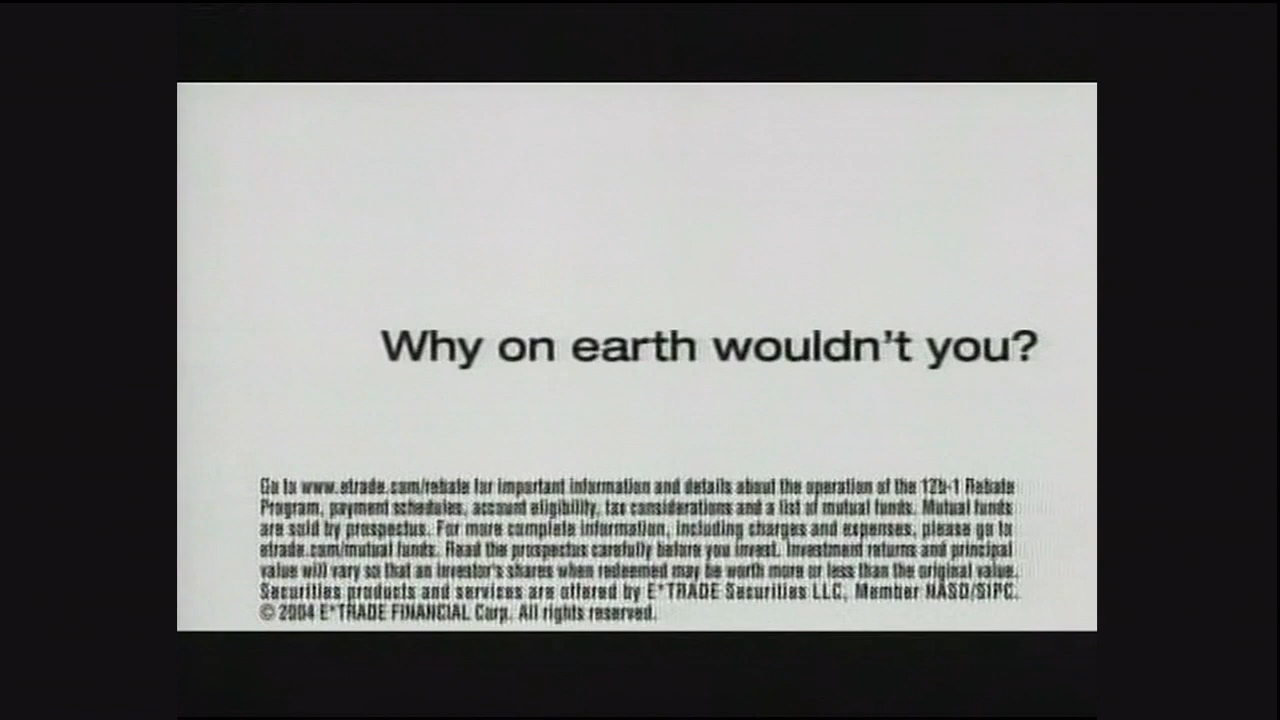 Why on earth wouldn't you?
Go to www.etrade.com/rebate for important information and details about the operation of the 12b-1 Rebate
Program, payment schedules, account eligibility, tax considerations and a list of mutual funds. Mutual funds
are sold by prospectus. For more complete information, including charges and expenses, please go to
etrade.com/mutual funds. Read the prospectus carefully before you invest. Investment returns and principal
value will vary so that an investor's shares when redeemed may be worth more or less than the original value.
Securities products and services are offered by E*TRADE Securities LLC, Member NASD/SIPC.
© 2004 E*TRADE FINANCIAL Corp. All rights reserved.